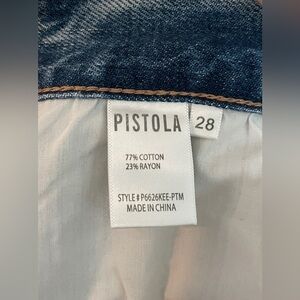 PISTOLA
28
77% COTTON
23% RAYON
STYLE# P6626KEE-PTM
MADE IN CHINA